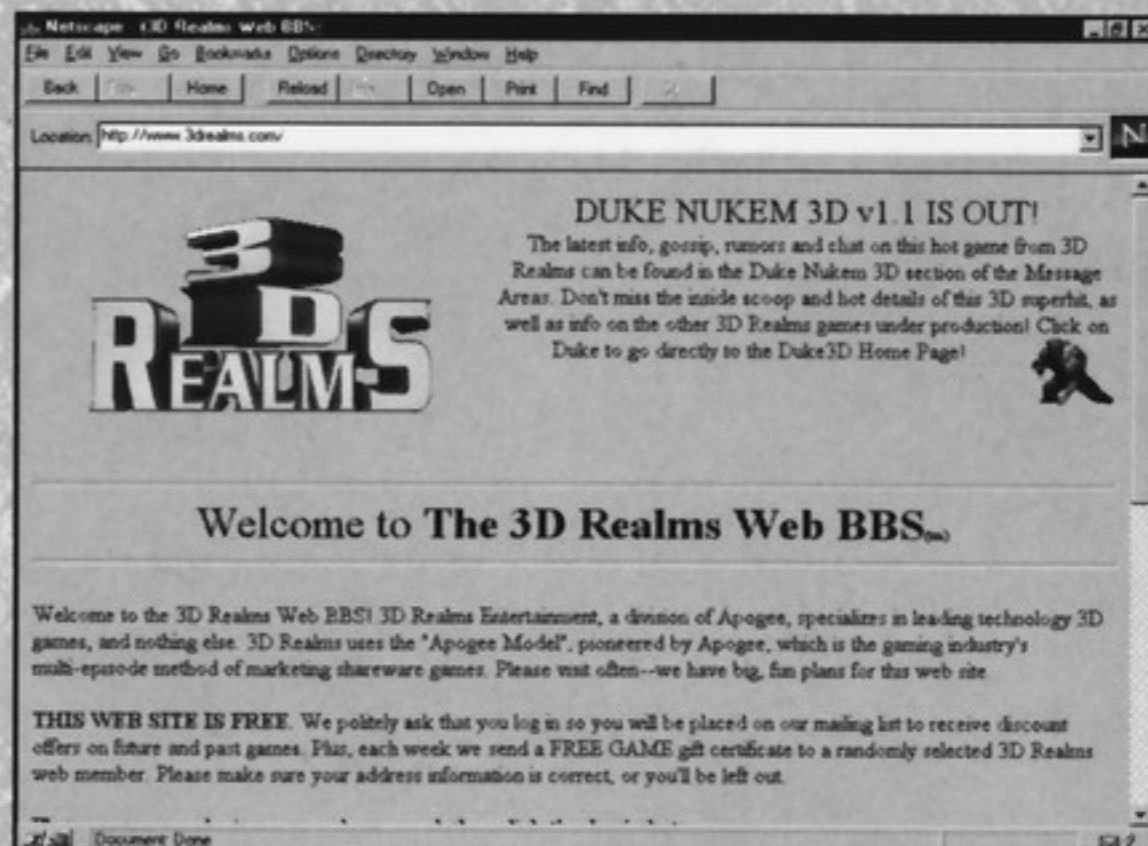 Netscape - [3D Realms Web BBS]
File Edit View Go Bookmarks Options Directory Window Help
Back Home Reload Open Print Find
Location: http://www.3drealms.com/
N
3D
REALMS
DUKE NUKEM 3D v1.1 IS OUT!
The latest info, gossip, rumors and chat on this hot game from 3D
Realms can be found in the Duke Nukem 3D section of the Message
Areas. Don't miss the inside scoop and hot details of this 3D superhit, as
well as info on the other 3D Realms games under production! Click on
Duke to go directly to the Duke3D Home Page!
Welcome to The 3D Realms Web BBS(tm)
Welcome to the 3D Realms Web BBS! 3D Realms Entertainment, a division of Apogee, specializes in leading technology 3D
games, and nothing else. 3D Realms uses the "Apogee Model", pioneered by Apogee, which is the gaming industry's
multi-episode method of marketing shareware games. Please visit often--we have big, fun plans for this web site.
THIS WEB SITE IS FREE. We politely ask that you log in so you will be placed on our mailing list to receive discount
offers on future and past games. Plus, each week we send a FREE GAME gift certificate to a randomly selected 3D Realms
web member. Please make sure your address information is correct, or you'll be left out.
Document: Done